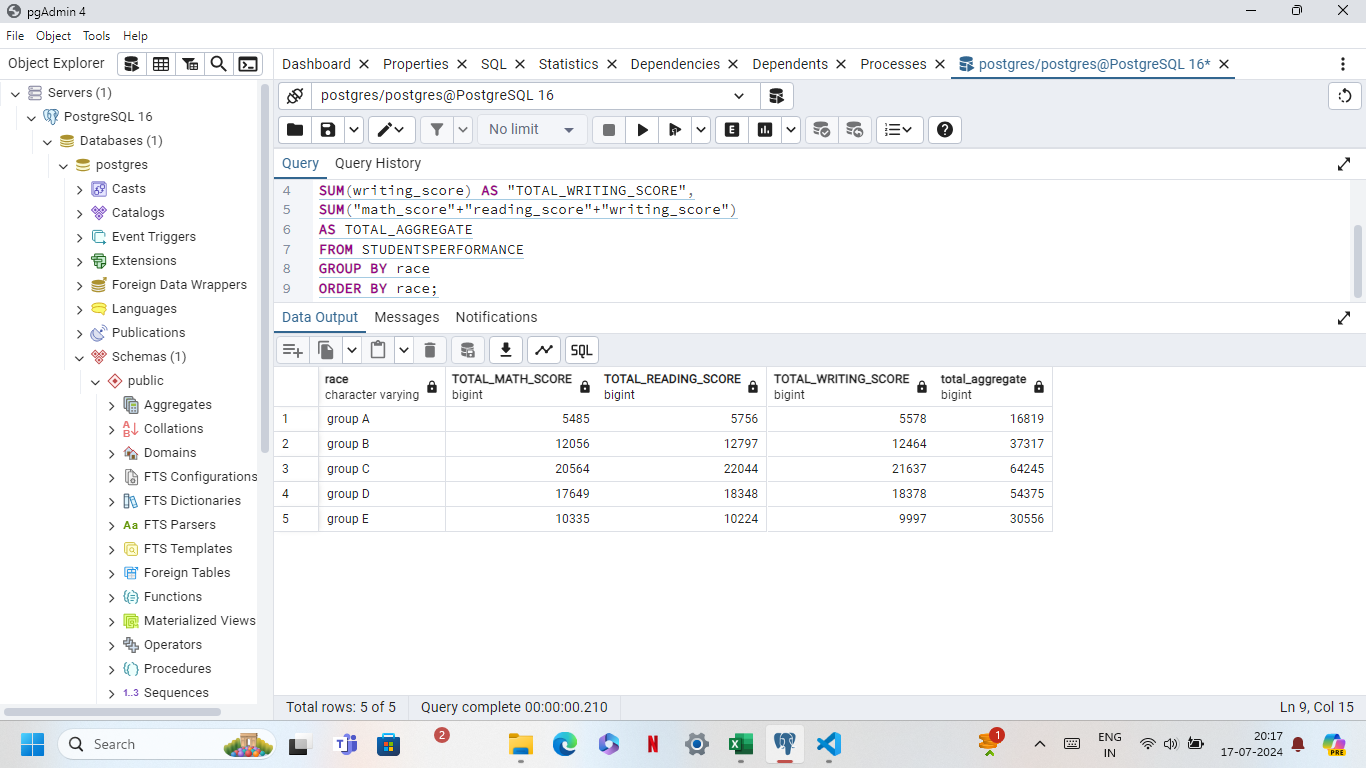 pgAdmin 4
File Object Tools Help
Object Explorer
Dashboard Properties SQL Statistics Dependencies Dependents Processes postgres/postgres@PostgreSQL 16*
Servers (1)
PostgreSQL 16
Databases (1)
postgres
Casts
Catalogs
Event Triggers
Extensions
Foreign Data Wrappers
Languages
Publications
Schemas (1)
public
Aggregates
Collations
Domains
FTS Configurations
FTS Dictionaries
Aa FTS Parsers
FTS Templates
Foreign Tables
Functions
Materialized Views
Operators
Procedures
1..3 Sequences
postgres/postgres@PostgreSQL 16
No limit
E
Query Query History
4 SUM(writing_score) AS "TOTAL_WRITING_SCORE",
5 SUM("math_score"+"reading_score"+"writing_score")
6 AS TOTAL_AGGREGATE
7 FROM STUDENTSPERFORMANCE
8 GROUP BY race
9 ORDER BY race;
Data Output Messages Notifications
SQL
race TOTAL_MATH_SCORE TOTAL_READING_SCORE TOTAL_WRITING_SCORE total_aggregate
character varying bigint bigint bigint bigint
1 group A 5485 5756 5578 16819
2 group B 12056 12797 12464 37317
3 group C 20564 22044 21637 64245
4 group D 17649 18348 18378 54375
5 group E 10335 10224 9997 30556
Total rows: 5 of 5 Query complete 00:00:00.210 Ln 9, Col 15
Search
2
N
1
ENG
IN
20:17
17-07-2024
PRE